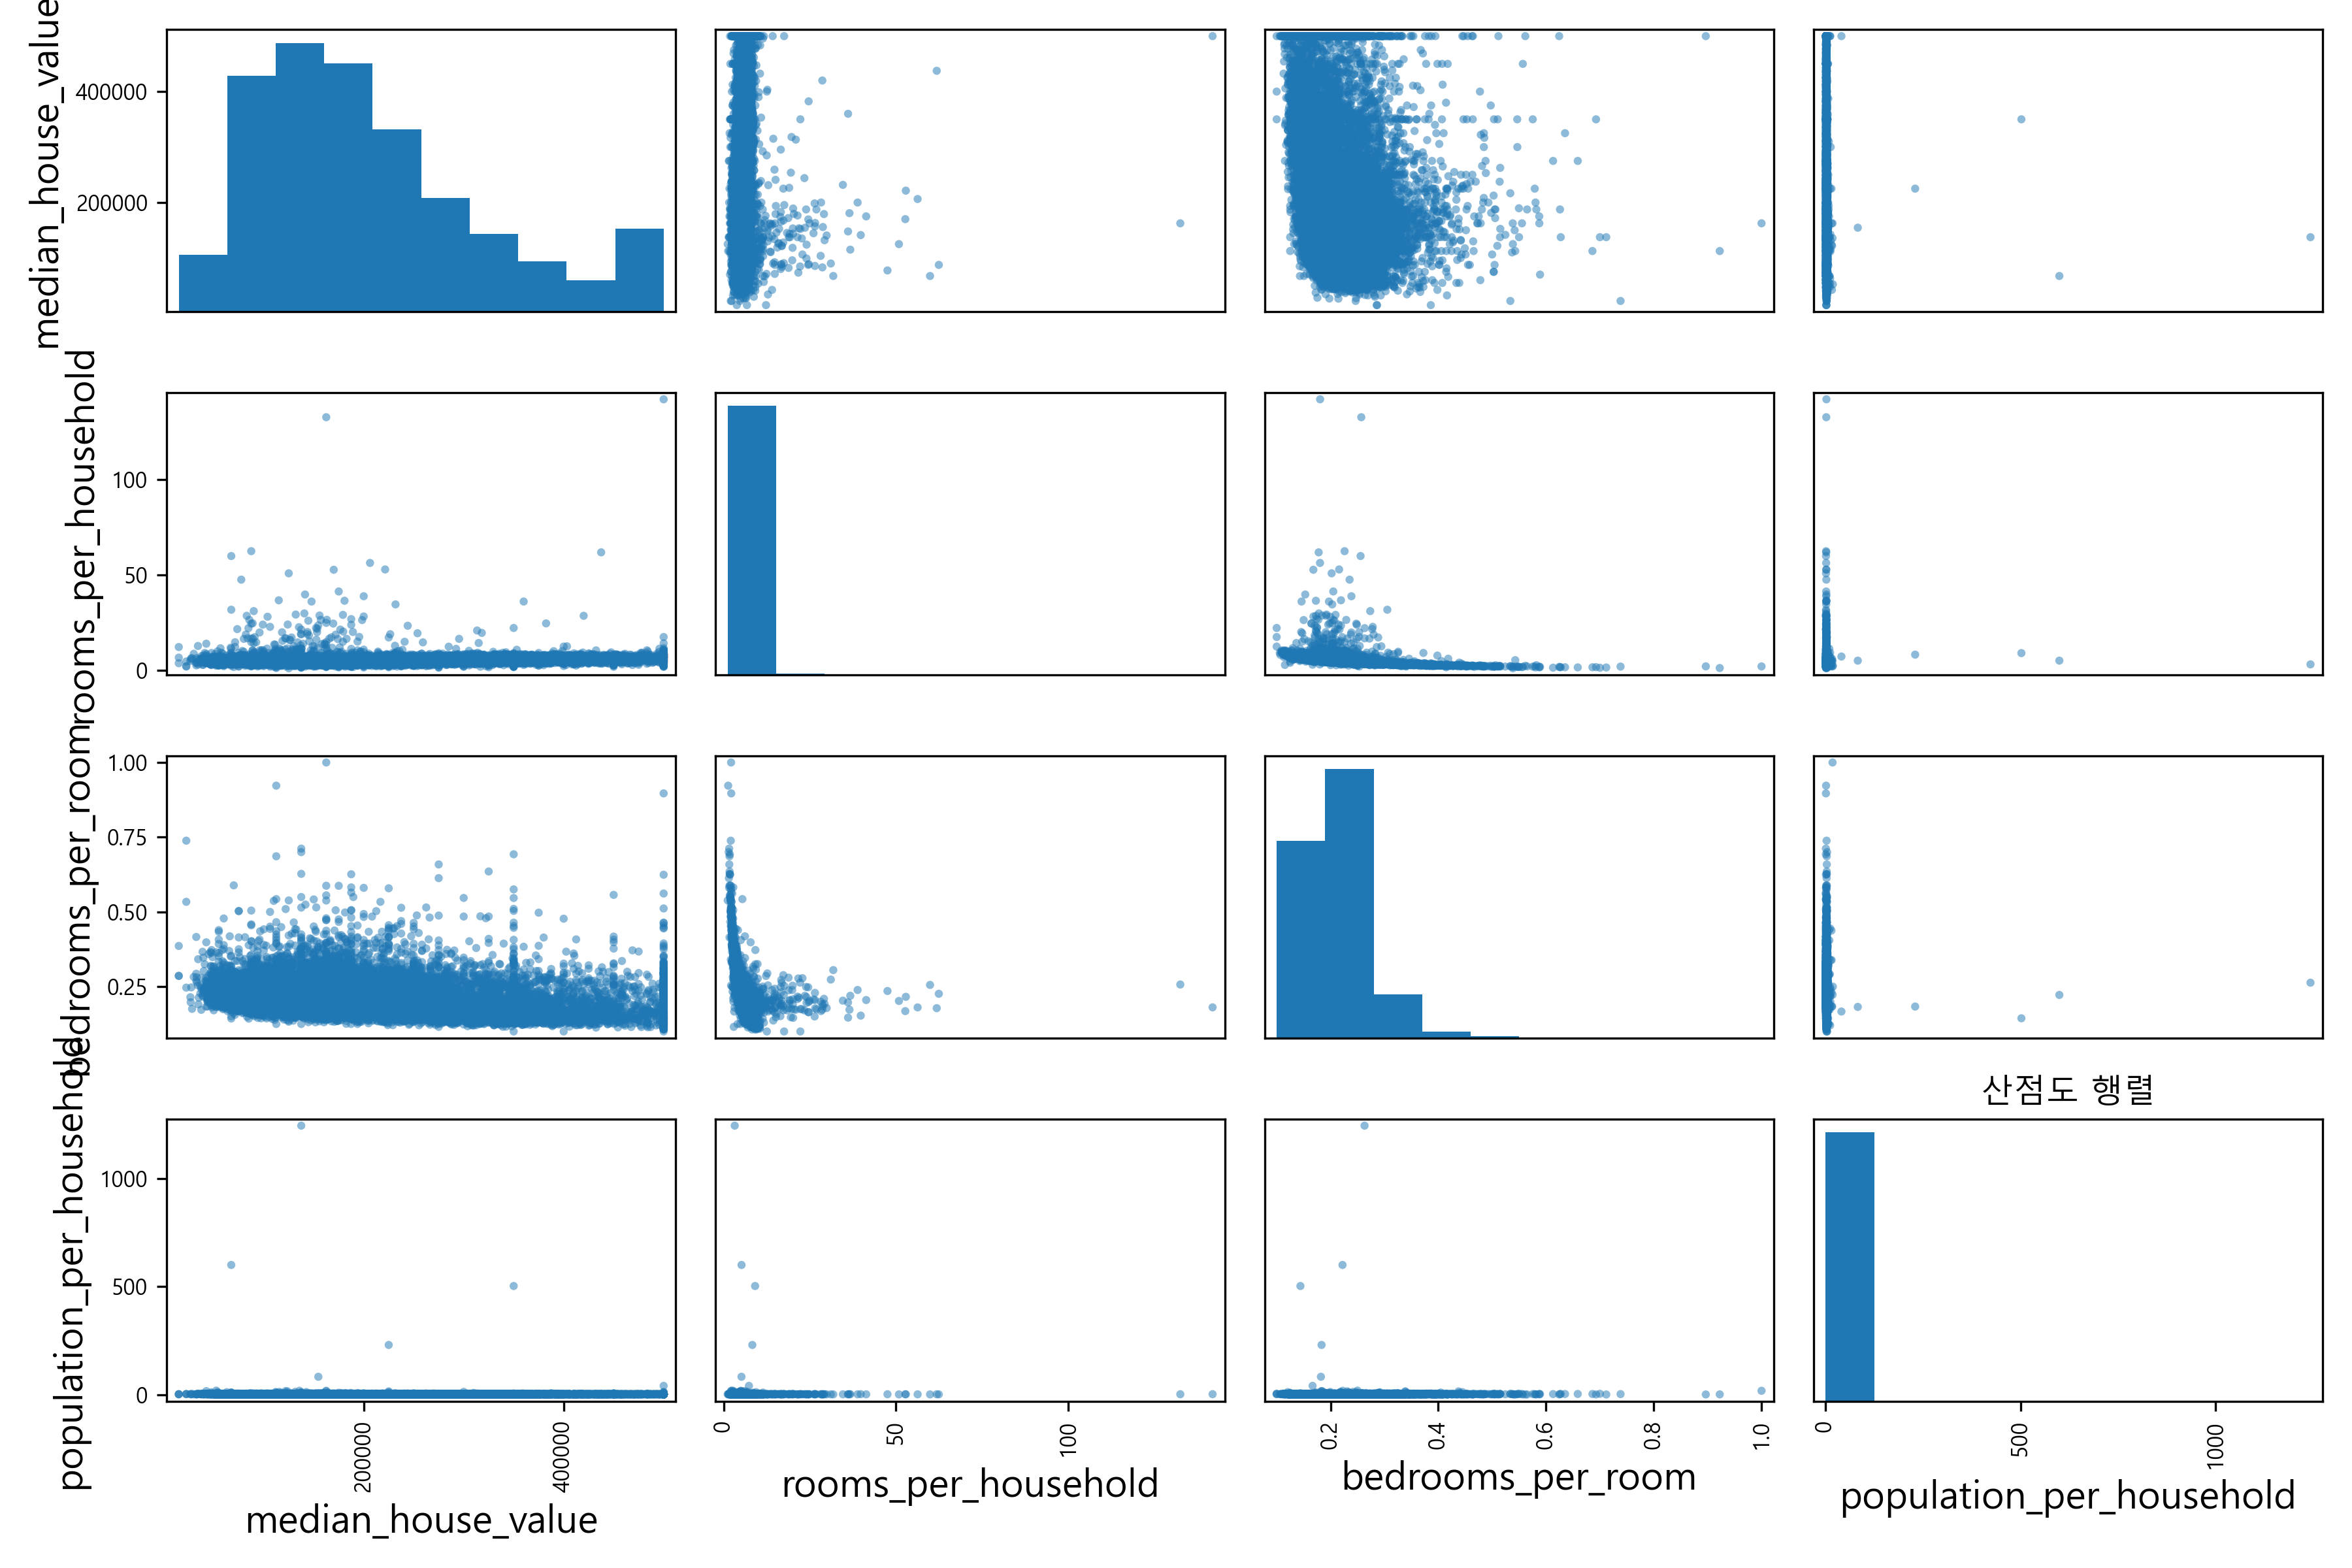 median_house_value
400000
200000
rooms_per_household
100
50
0
bedrooms_per_room
1.00
0.75
0.50
0.25
산점도 행렬
population_per_household
1000
500
0
200000
400000
0
50
100
0.2
0.4
0.6
0.8
1.0
0
500
1000
median_house_value
rooms_per_household
bedrooms_per_room
population_per_household